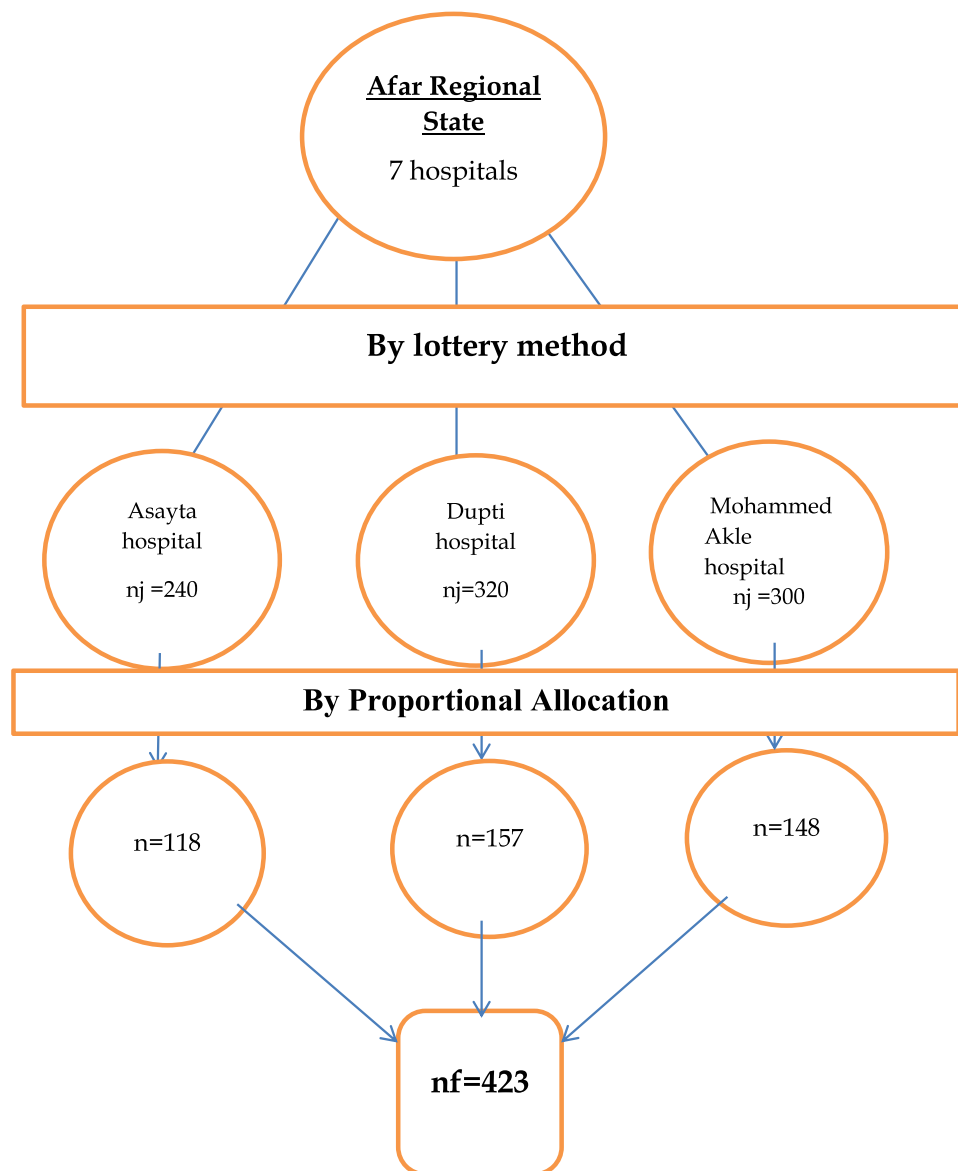 Afar Regional
State
7 hospitals
By lottery method
Asayta
hospital
nj =240
Dupti
hospital
nj=320
Mohammed
Akle
hospital
nj =300
By Proportional Allocation
n=118
n=157
n=148
nf=423